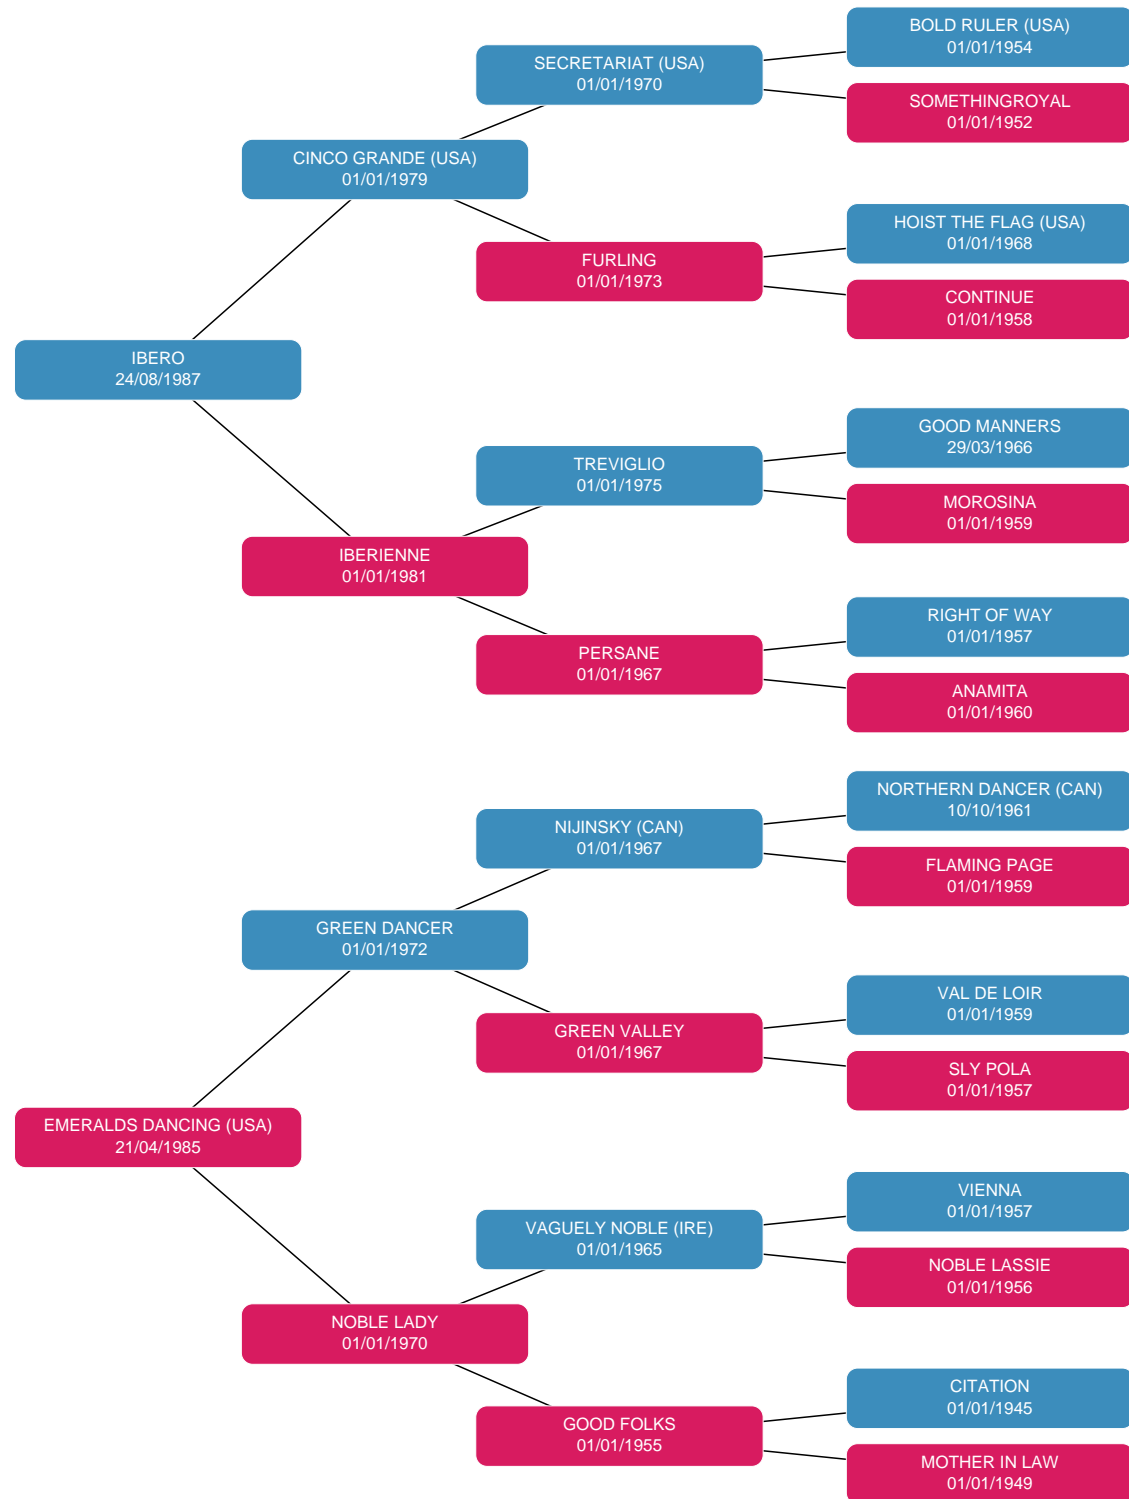 BOLD RULER (USA)
01/01/1954
SECRETARIAT (USA)
01/01/1970
SOMETHINGROYAL
01/01/1952
CINCO GRANDE (USA)
01/01/1979
HOIST THE FLAG (USA)
01/01/1968
FURLING
01/01/1973
CONTINUE
01/01/1958
IBERO
24/08/1987
GOOD MANNERS
29/03/1966
TREVIGLIO
01/01/1975
MOROSINA
01/01/1959
IBERIENNE
01/01/1981
RIGHT OF WAY
01/01/1957
PERSANE
01/01/1967
ANAMITA
01/01/1960
NORTHERN DANCER (CAN)
10/10/1961
NIJINSKY (CAN)
01/01/1967
FLAMING PAGE
01/01/1959
GREEN DANCER
01/01/1972
VAL DE LOIR
01/01/1959
GREEN VALLEY
01/01/1967
SLY POLA
01/01/1957
EMERALDS DANCING (USA)
21/04/1985
VIENNA
01/01/1957
VAGUELY NOBLE (IRE)
01/01/1965
NOBLE LASSIE
01/01/1956
NOBLE LADY
01/01/1970
CITATION
01/01/1945
GOOD FOLKS
01/01/1955
MOTHER IN LAW
01/01/1949